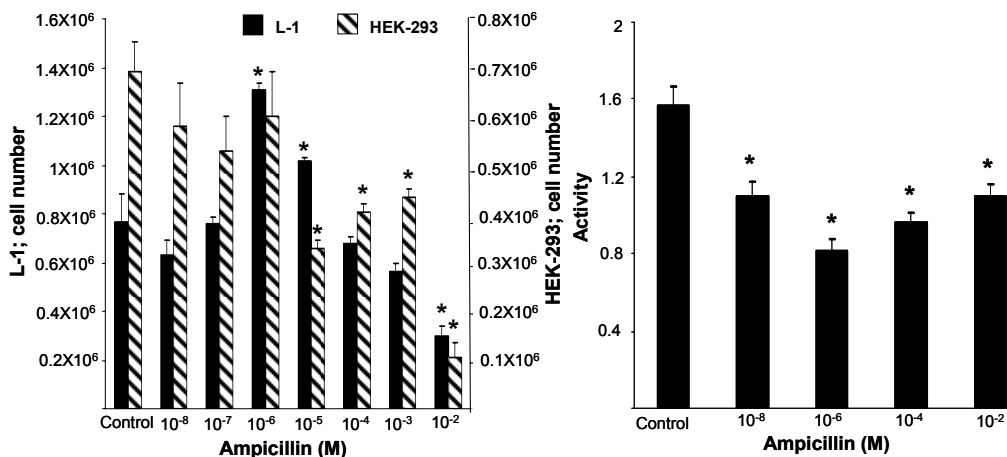 L-1 HEK-293
L-1; cell number
1.6X10⁶
1.4X10⁶
1.2X10⁶
1X10⁶
0.8X10⁶
0.6X10⁶
0.4X10⁶
0.2X10⁶
* * * * * * *
Control 10⁻⁸ 10⁻⁷ 10⁻⁶ 10⁻⁵ 10⁻⁴ 10⁻³ 10⁻²
Ampicillin (M)
0.8X10⁶
0.7X10⁶
0.6X10⁶
0.5X10⁶
0.4X10⁶
0.3X10⁶
0.2X10⁶
0.1X10⁶
HEK-293; cell number
Activity
2
1.6
1.2
0.8
0.4
* * * *
Control 10⁻⁸ 10⁻⁶ 10⁻⁴ 10⁻²
Ampicillin (M)